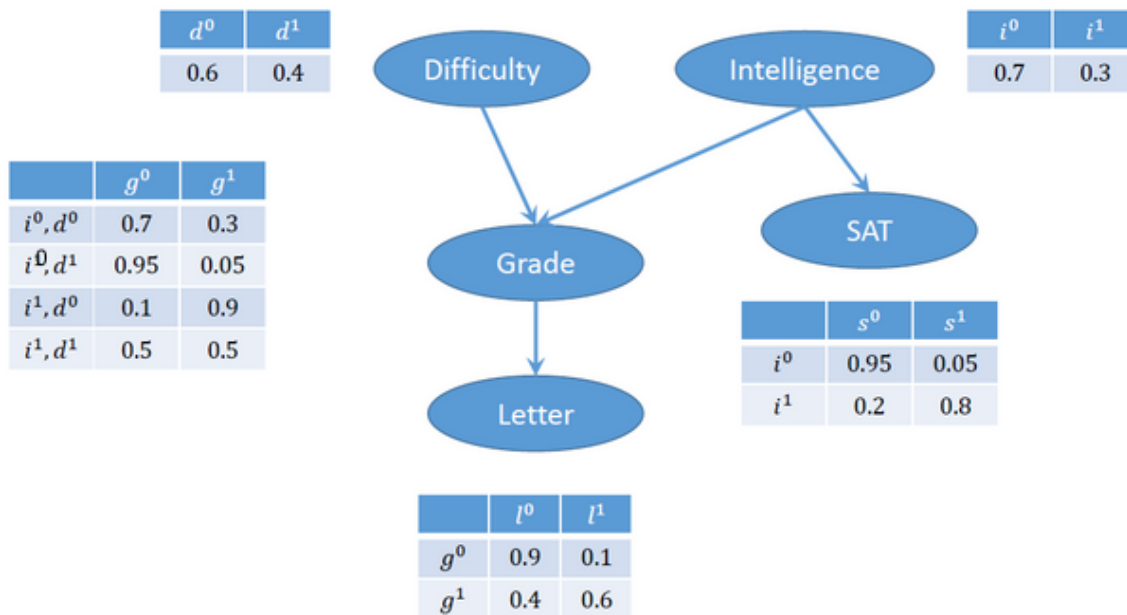 d⁰ d¹
0.6 0.4
Difficulty
Intelligence
i⁰ i¹
0.7 0.3
g⁰ g¹
i⁰, d⁰ 0.7 0.3
i⁰, d¹ 0.95 0.05
i¹, d⁰ 0.1 0.9
i¹, d¹ 0.5 0.5
Grade
SAT
s⁰ s¹
i⁰ 0.95 0.05
i¹ 0.2 0.8
Letter
l⁰ l¹
g⁰ 0.9 0.1
g¹ 0.4 0.6